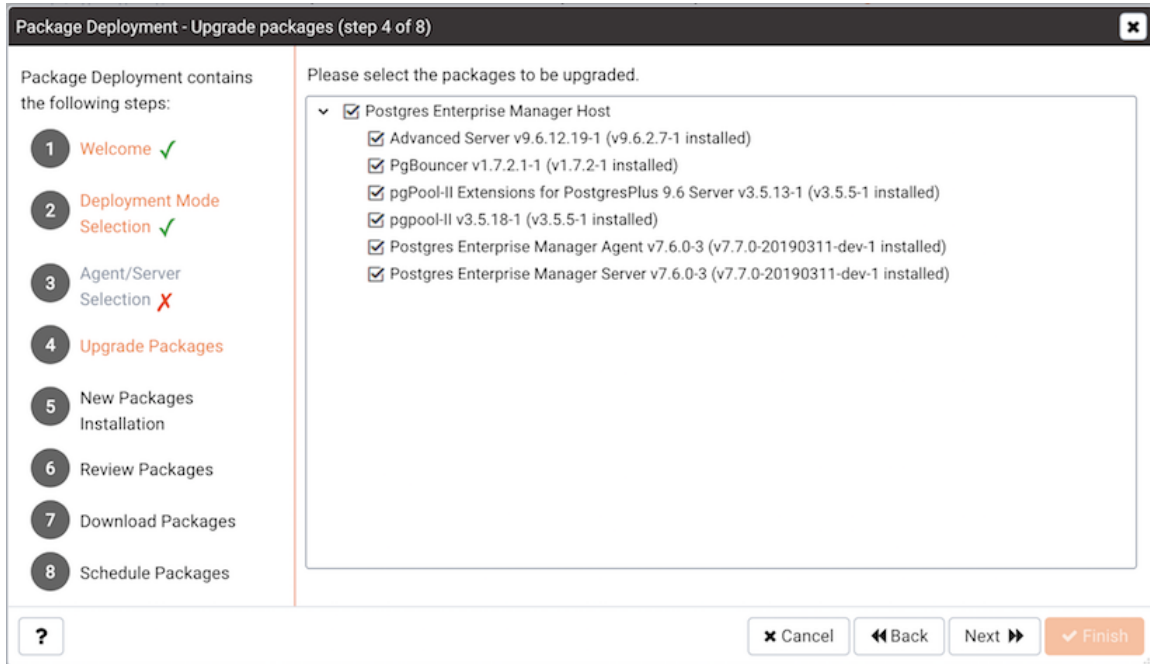 Package Deployment - Upgrade packages (step 4 of 8)
Package Deployment contains
the following steps:
1 Welcome
2 Deployment Mode
Selection
3 Agent/Server
Selection
4 Upgrade Packages
5 New Packages
Installation
6 Review Packages
7 Download Packages
8 Schedule Packages
Please select the packages to be upgraded.
Postgres Enterprise Manager Host
Advanced Server v9.6.12.19-1 (v9.6.2.7-1 installed)
PgBouncer v1.7.2.1-1 (v1.7.2-1 installed)
pgPool-II Extensions for PostgresPlus 9.6 Server v3.5.13-1 (v3.5.5-1 installed)
pgpool-II v3.5.18-1 (v3.5.5-1 installed)
Postgres Enterprise Manager Agent v7.6.0-3 (v7.7.0-20190311-dev-1 installed)
Postgres Enterprise Manager Server v7.6.0-3 (v7.7.0-20190311-dev-1 installed)
? Cancel Back Next Finish